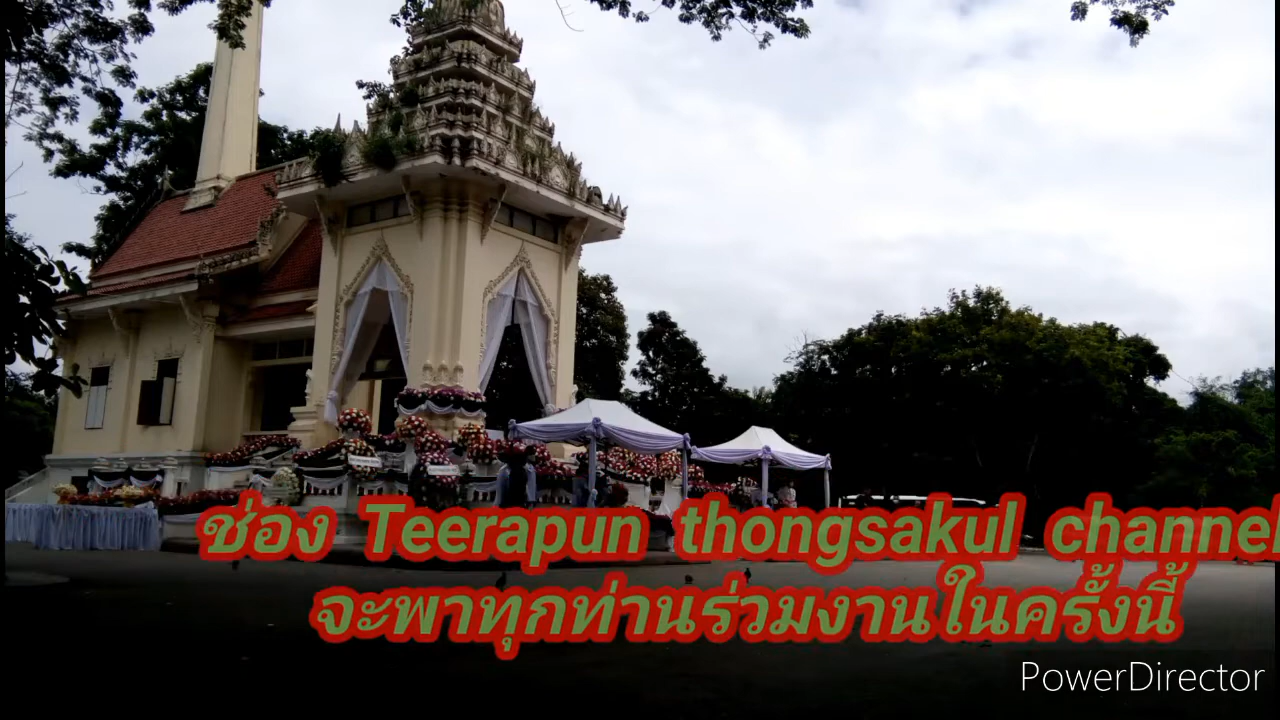 ช่อง Teerapun thongsakul channel
จะพาทุกท่านร่วมงานในครั้งนี้
PowerDirector